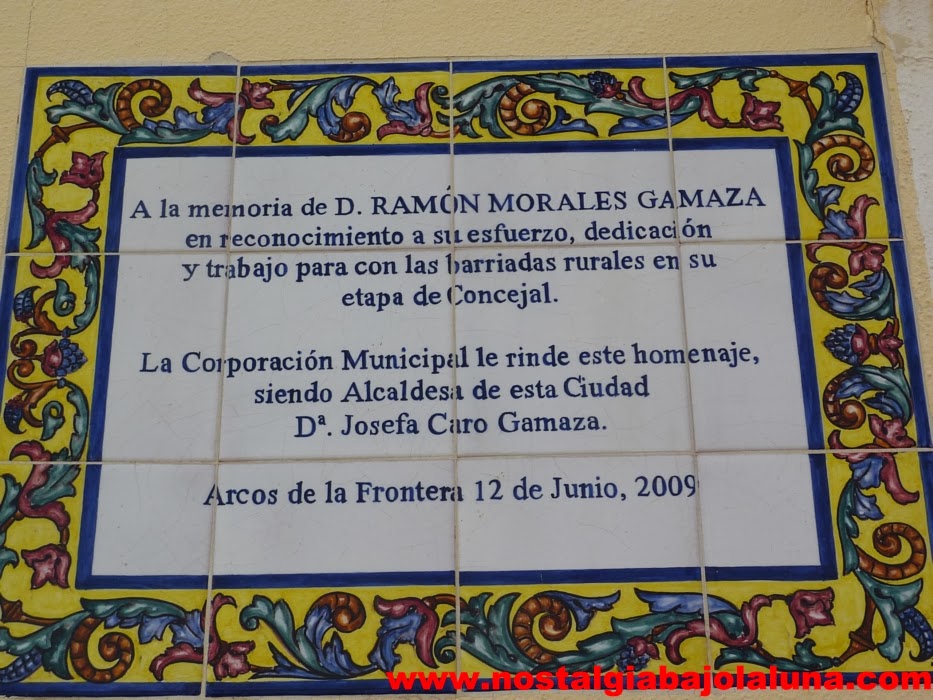 A la memoria de D. RAMÓN MORALES GAMAZA
en reconocimiento a su esfuerzo, dedicación
y trabajo para con las barriadas rurales en su
etapa de Concejal.
La Corporación Municipal le rinde este homenaje,
siendo Alcaldesa de esta Ciudad
Dª. Josefa Caro Gamaza.
Arcos de la Frontera 12 de Junio, 2009
www.nostalgiabajolaluna.com